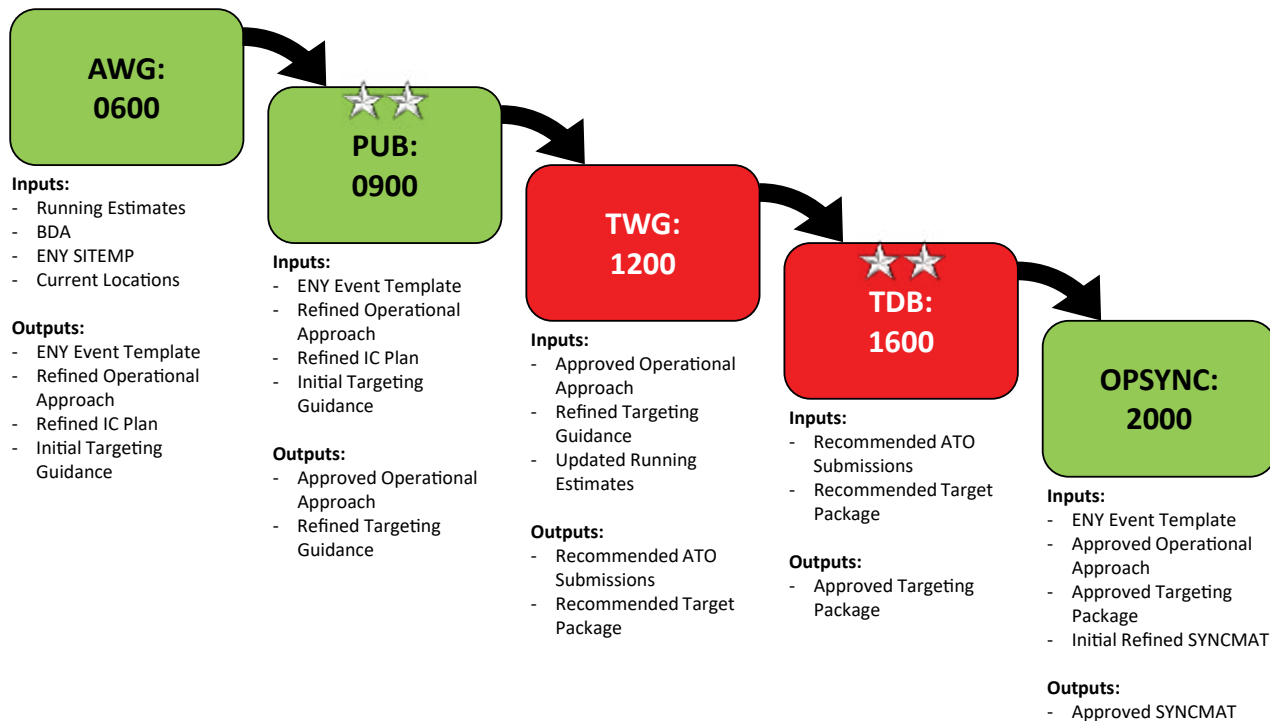 AWG:
0600
Inputs:
- Running Estimates
- BDA
- ENY SITEMP
- Current Locations
Outputs:
- ENY Event Template
- Refined Operational
Approach
- Refined IC Plan
- Initial Targeting
Guidance
PUB:
0900
Inputs:
- ENY Event Template
- Refined Operational
Approach
- Refined IC Plan
- Initial Targeting
Guidance
Outputs:
- Approved Operational
Approach
- Refined Targeting
Guidance
TWG:
1200
Inputs:
- Approved Operational
Approach
- Refined Targeting
Guidance
- Updated Running
Estimates
Outputs:
- Recommended ATO
Submissions
- Recommended Target
Package
TDB:
1600
Inputs:
- Recommended ATO
Submissions
- Recommended Target
Package
Outputs:
- Approved Targeting
Package
OPSYNC:
2000
Inputs:
- ENY Event Template
- Approved Operational
Approach
- Approved Targeting
Package
- Initial Refined SYNCMAT
Outputs:
- Approved SYNCMAT